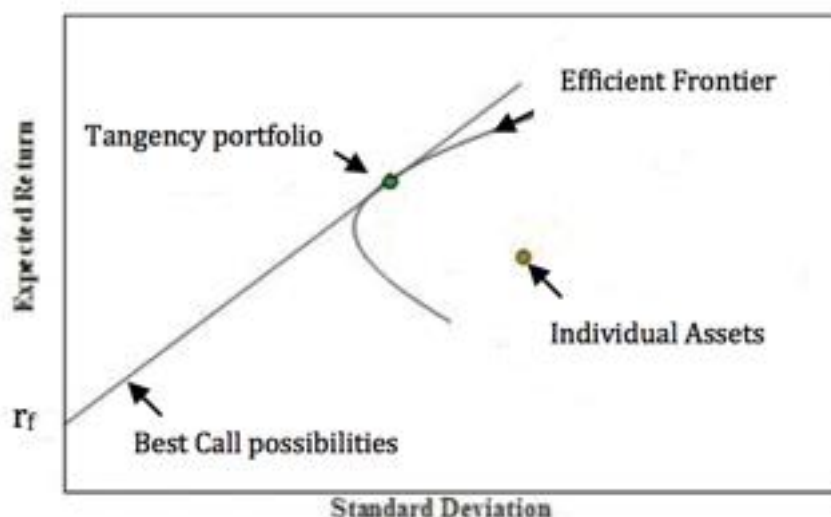 Efficient Frontier
Tangency portfolio
Expected Return
Individual Assets
rf
Best Call possibilities
Standard Deviation